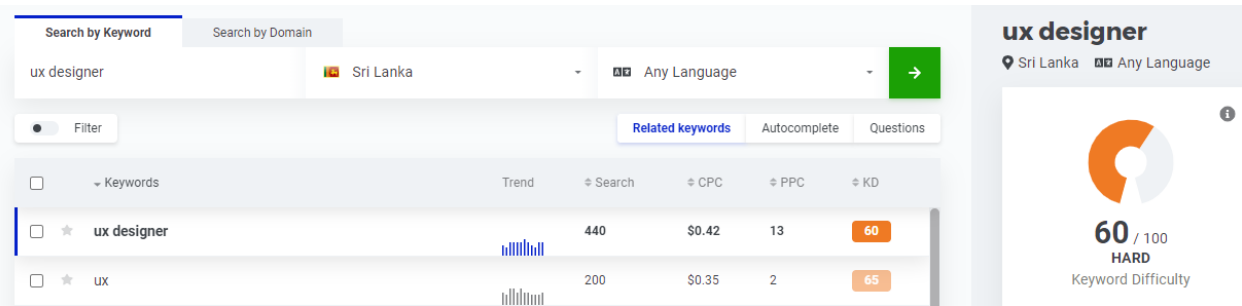 Search by Keyword Search by Domain
ux designer Sri Lanka Any Language
Filter Related keywords Autocomplete Questions
Keywords Trend Search CPC PPC KD
ux designer 440 $0.42 13 60
ux 200 $0.35 2 65
ux designer
Sri Lanka Any Language
60 / 100
HARD
Keyword Difficulty